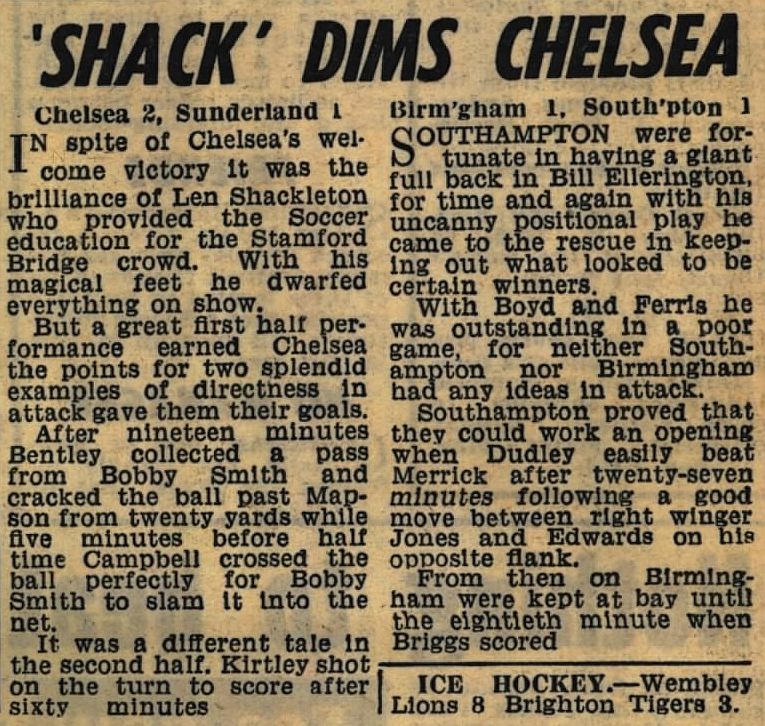 'SHACK' DIMS CHELSEA
Chelsea 2, Sunderland 1
IN spite of Chelsea's wel-
come victory it was the
brilliance of Len Shackleton
who provided the Soccer
education for the Stamford
Bridge crowd. With his
magical feet he dwarfed
everything on show.
But a great first half per-
formance earned Chelsea
the points for two splendid
examples of directness in
attack gave them their goals.
After nineteen minutes
Bentley collected a pass
from Bobby Smith and
cracked the ball past Map-
son from twenty yards while
five minutes before half
time Campbell crossed the
ball perfectly for Bobby
Smith to slam it into the
net.
It was a different tale in
the second half. Kirtley shot
on the turn to score after
sixty minutes
Birm'gham 1, South'pton 1
SOUTHAMPTON were for-
tunate in having a giant
full back in Bill Ellerington,
for time and again with his
uncanny positional play he
came to the rescue in keep-
ing out what looked to be
certain winners.
With Boyd and Ferris he
was outstanding in a poor
game, for neither South-
ampton nor Birmingham
had any ideas in attack.
Southampton proved that
they could work an opening
when Dudley easily beat
Merrick after twenty-seven
minutes following a good
move between right winger
Jones and Edwards on his
opposite flank.
From then on Birming-
ham were kept at bay until
the eightieth minute when
Briggs scored
ICE HOCKEY.—Wembley
Lions 8 Brighton Tigers 3.